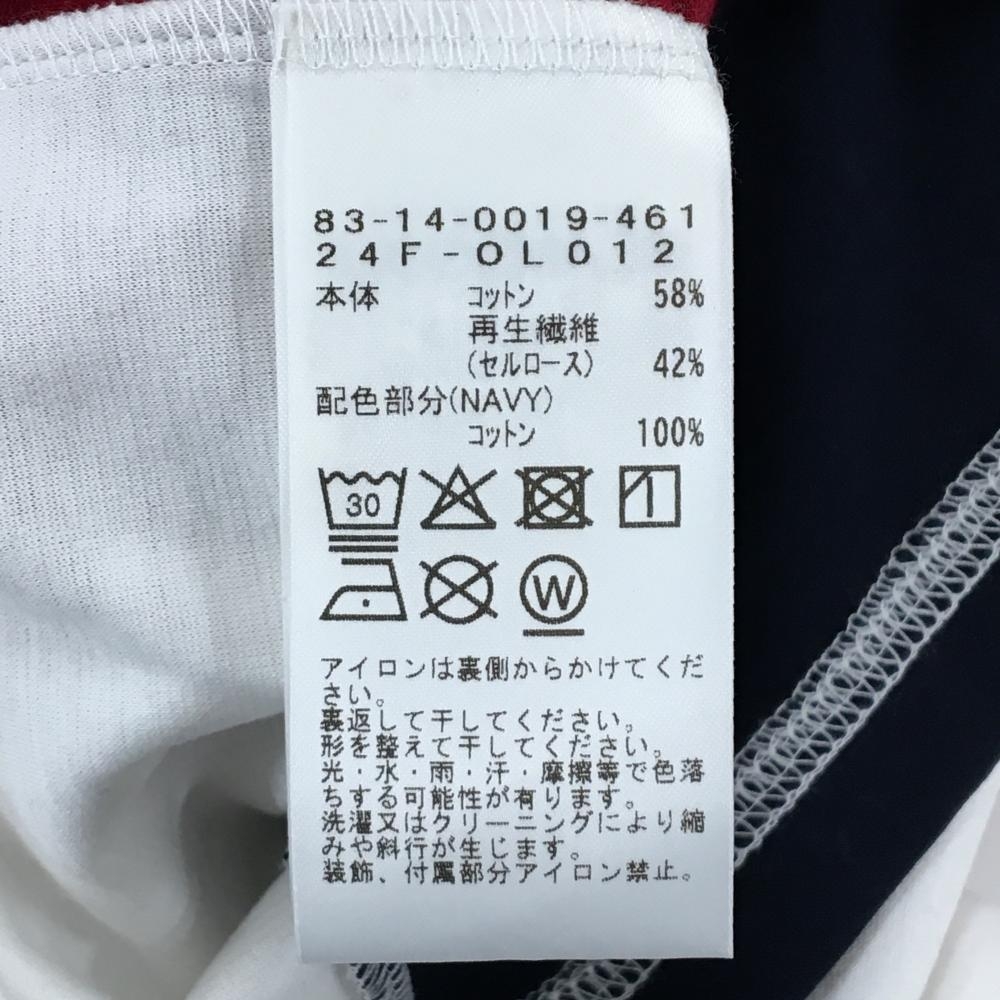 83-14-0019-461
24F-OL012
本体 コットン 58%
再生繊維
(セルロース) 42%
配色部分(NAVY)
コットン 100%
30
W
アイロンは裏側からかけてくだ
さい。
裏返して干してください。
形を整えて干してください。
光・水・雨・汗・摩擦等で色落
ちする可能性が有ります。
洗濯又はクリーニングにより縮
みや斜行が生じます。
装飾、付属部分アイロン禁止。